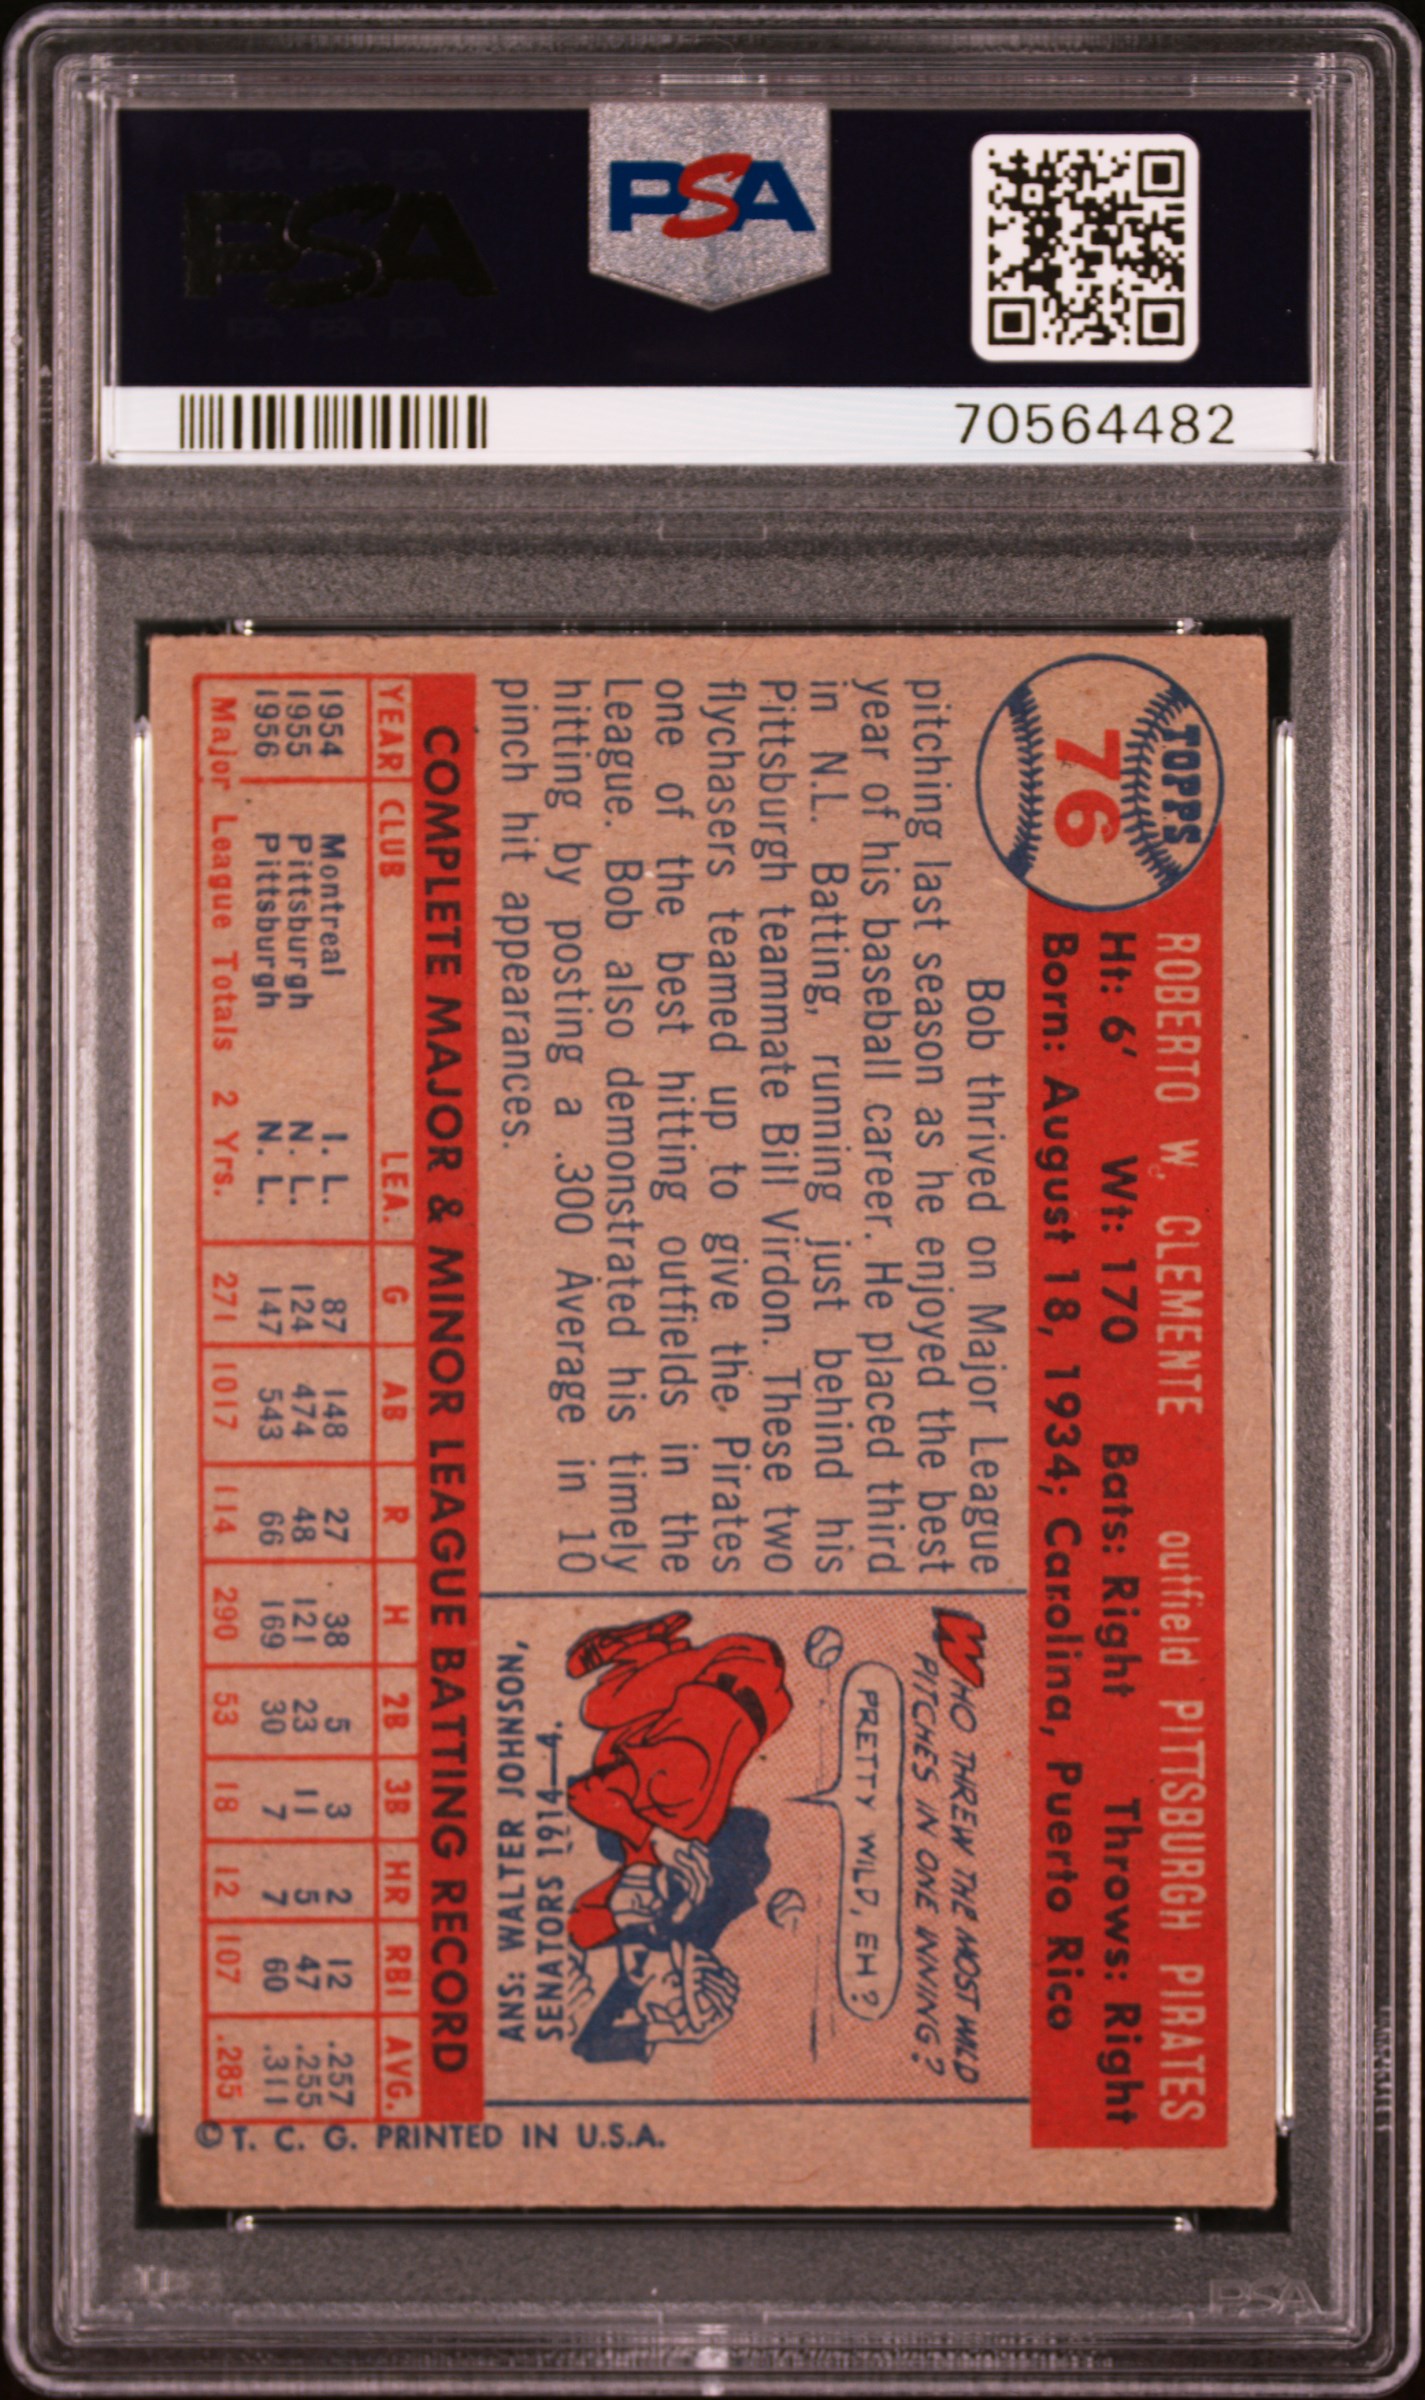 PSA
PSA
70564482
TOPPS
76
ROBERTO W. CLEMENTE outfield PITTSBURGH PIRATES
Ht: 6' Wt: 170 Bats: Right Throws: Right
Born: August 18, 1934; Carolina, Puerto Rico
Bob thrived on Major League
pitching last season as he enjoyed the best
year of his baseball career. He placed third
in N.L. Batting, running just behind his
Pittsburgh teammate Bill Virdon. These two
flychasers teamed up to give the Pirates
one of the best hitting outfields in the
League. Bob also demonstrated his timely
hitting by posting a .300 Average in 10
pinch hit appearances.
WHO THREW THE MOST WILD
PITCHES IN ONE INNING?
PRETTY WILD, EH?
ANS: WALTER JOHNSON,
SENATORS 1914—4.
COMPLETE MAJOR & MINOR LEAGUE BATTING RECORD
YEAR CLUB LEA. G AB R H 2B 3B HR RBI AVG.
1954 Montreal I. L. 87 148 27 38 5 3 2 12 .257
1955 Pittsburgh N. L. 124 474 48 121 23 11 5 47 .255
1956 Pittsburgh N. L. 147 543 66 169 30 7 7 60 .311
Major League Totals 2 Yrs. 271 1017 114 290 53 18 12 107 .285
© T. C. G. PRINTED IN U.S.A.
PSA